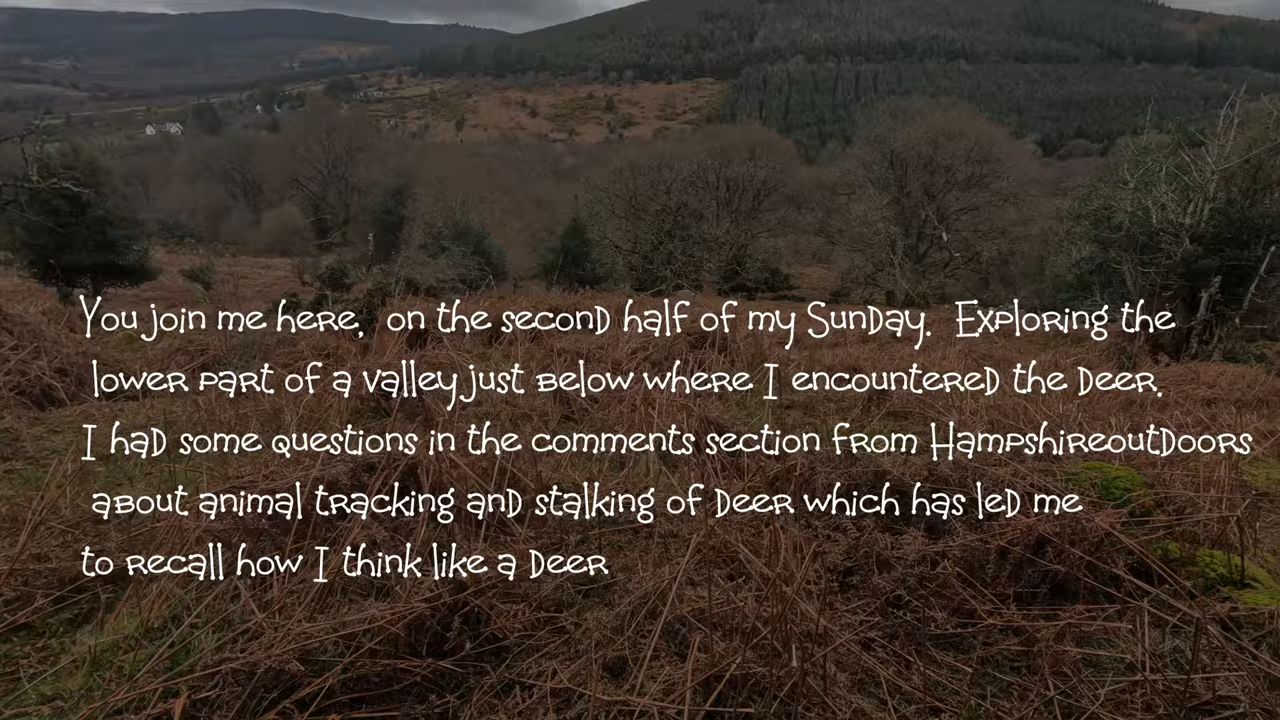 You join me here, on the second half of my Sunday. Exploring the
lower part of a valley just below where I encountered the deer.
I had some questions in the comments section from Hampshireoutdoors
about animal tracking and stalking of deer which has led me
to recall how I think like a deer